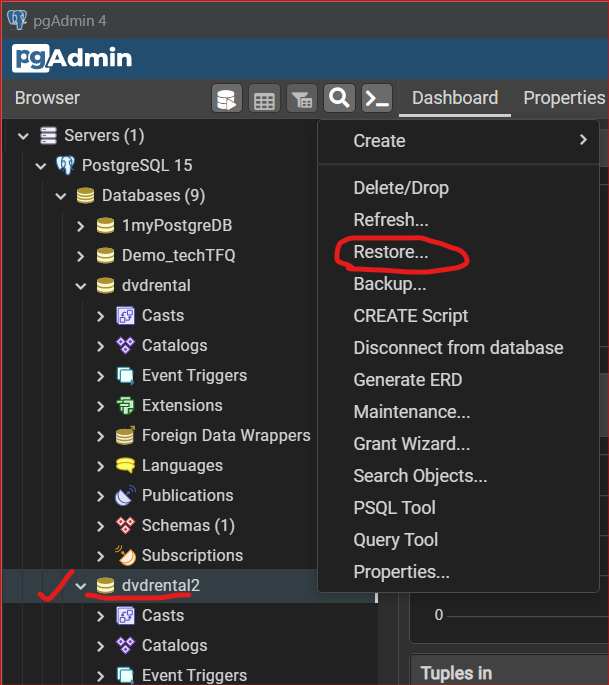 pgAdmin 4
pgAdmin
Browser
Dashboard
Properties
Servers (1)
PostgreSQL 15
Databases (9)
1myPostgreDB
Demo_techTFQ
dvdrental
Casts
Catalogs
Event Triggers
Extensions
Foreign Data Wrappers
Languages
Publications
Schemas (1)
Subscriptions
dvdrental2
Casts
Catalogs
Event Triggers
Create
Delete/Drop
Refresh...
Restore...
Backup...
CREATE Script
Disconnect from database
Generate ERD
Maintenance...
Grant Wizard...
Search Objects...
PSQL Tool
Query Tool
Properties...
0
Tuples in